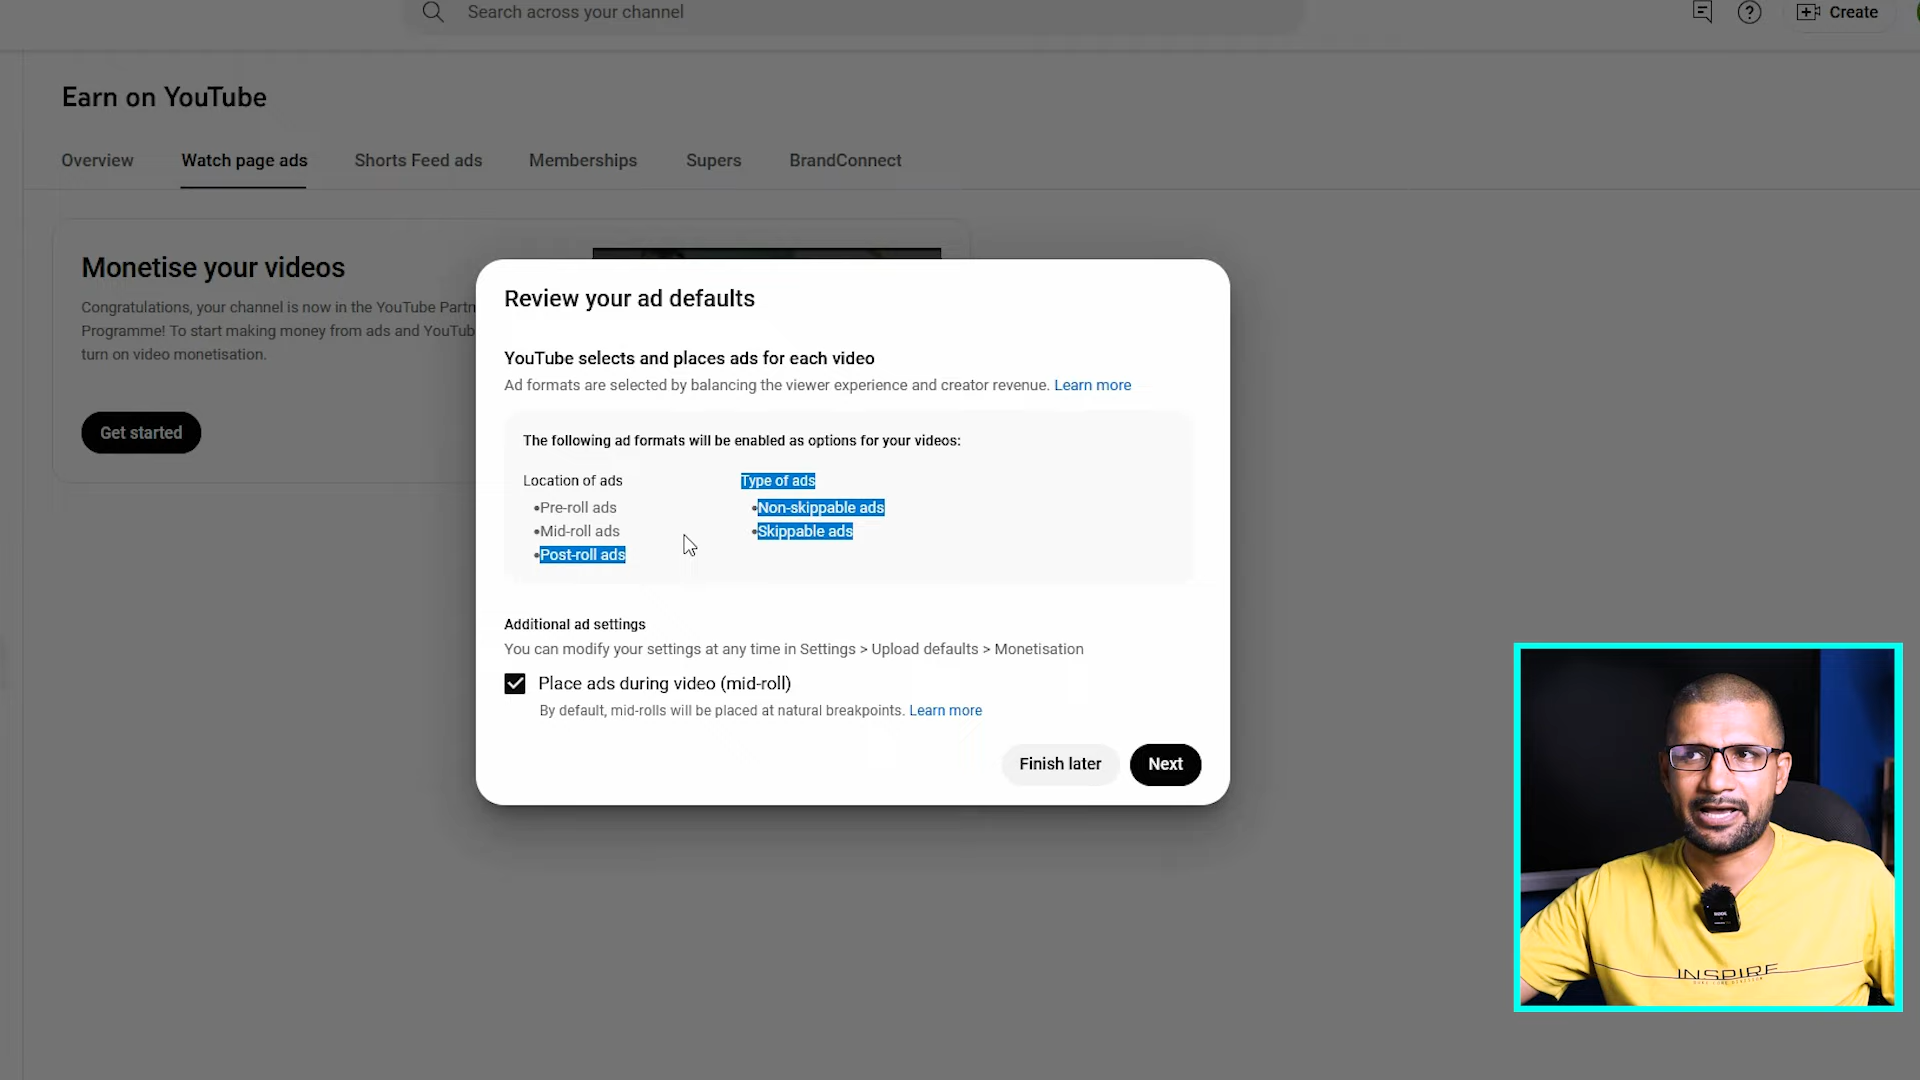 Search across your channel
Create
Earn on YouTube
Overview
Watch page ads
Shorts Feed ads
Memberships
Supers
BrandConnect
Monetise your videos
Congratulations, your channel is now in the YouTube Partn
Programme! To start making money from ads and YouTub
turn on video monetisation.
Get started
Review your ad defaults
YouTube selects and places ads for each video
Ad formats are selected by balancing the viewer experience and creator revenue. Learn more
The following ad formats will be enabled as options for your videos:
Location of ads
•Pre-roll ads
•Mid-roll ads
•Post-roll ads
Type of ads
•Non-skippable ads
•Skippable ads
Additional ad settings
You can modify your settings at any time in Settings > Upload defaults > Monetisation
Place ads during video (mid-roll)
By default, mid-rolls will be placed at natural breakpoints. Learn more
Finish later
Next
RODE
INSPIRE